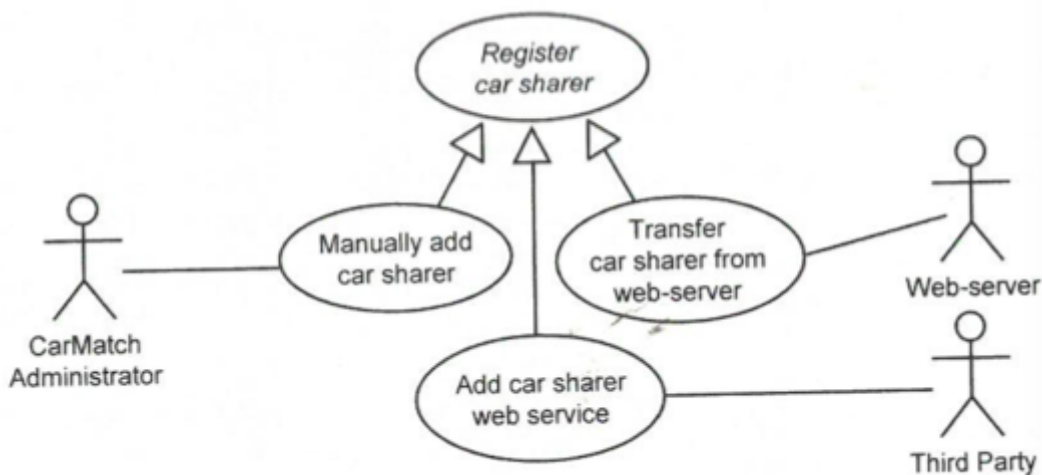 Register
car sharer
Manually add
car sharer
Transfer
car sharer from
web-server
CarMatch
Administrator
Web-server
Add car sharer
web service
Third Party